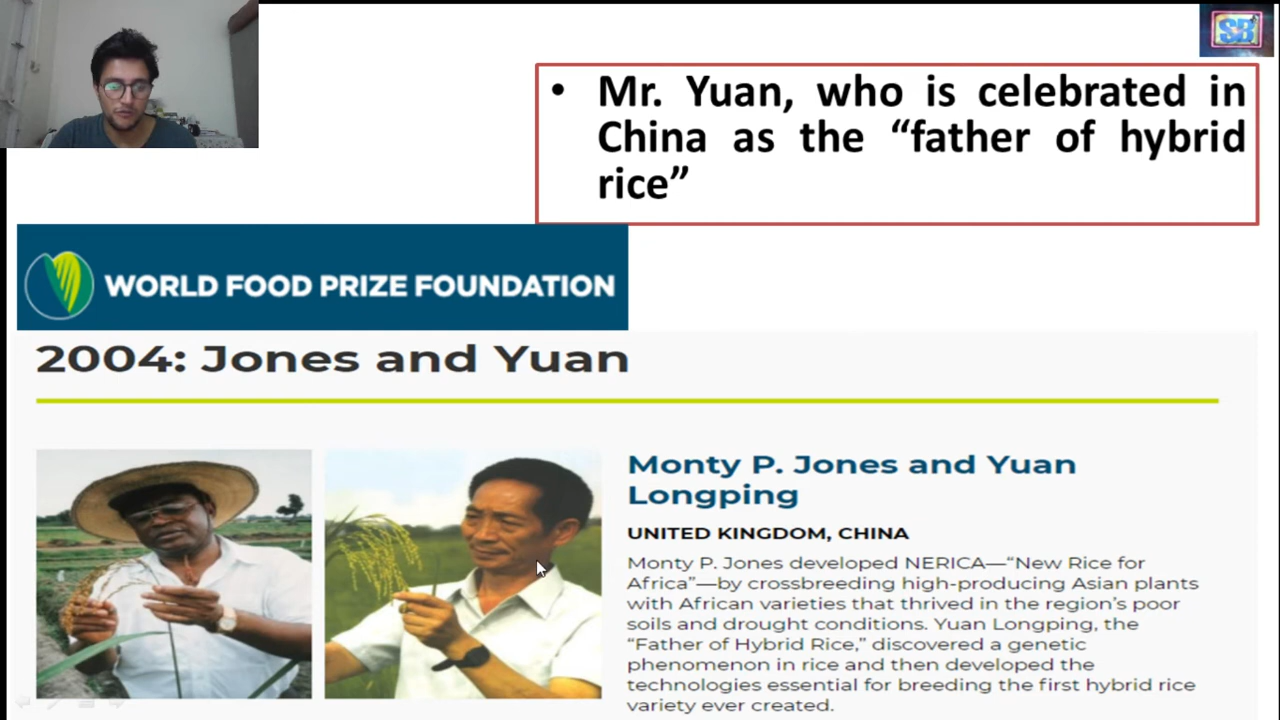 SB
• Mr. Yuan, who is celebrated in
China as the “father of hybrid
rice”
WORLD FOOD PRIZE FOUNDATION
2004: Jones and Yuan
Monty P. Jones and Yuan
Longping
UNITED KINGDOM, CHINA
Monty P. Jones developed NERICA—“New Rice for
Africa”—by crossbreeding high-producing Asian plants
with African varieties that thrived in the region’s poor
soils and drought conditions. Yuan Longping, the
“Father of Hybrid Rice,” discovered a genetic
phenomenon in rice and then developed the
technologies essential for breeding the first hybrid rice
variety ever created.